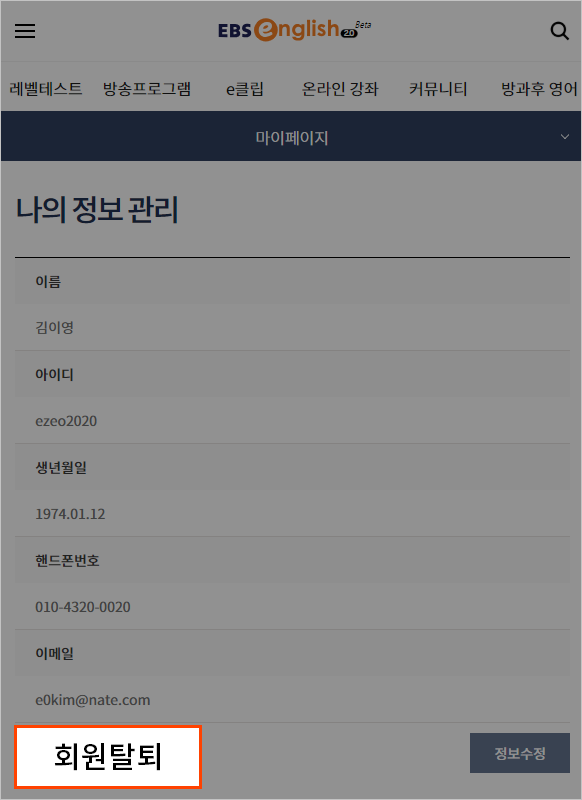 EBS english 2.0 Beta
레벨테스트 방송프로그램 e클립 온라인 강좌 커뮤니티 방과후 영어
마이페이지
나의 정보 관리
이름
김이영
아이디
ezeo2020
생년월일
1974.01.12
핸드폰번호
010-4320-0020
이메일
e0kim@nate.com
회원탈퇴 정보수정